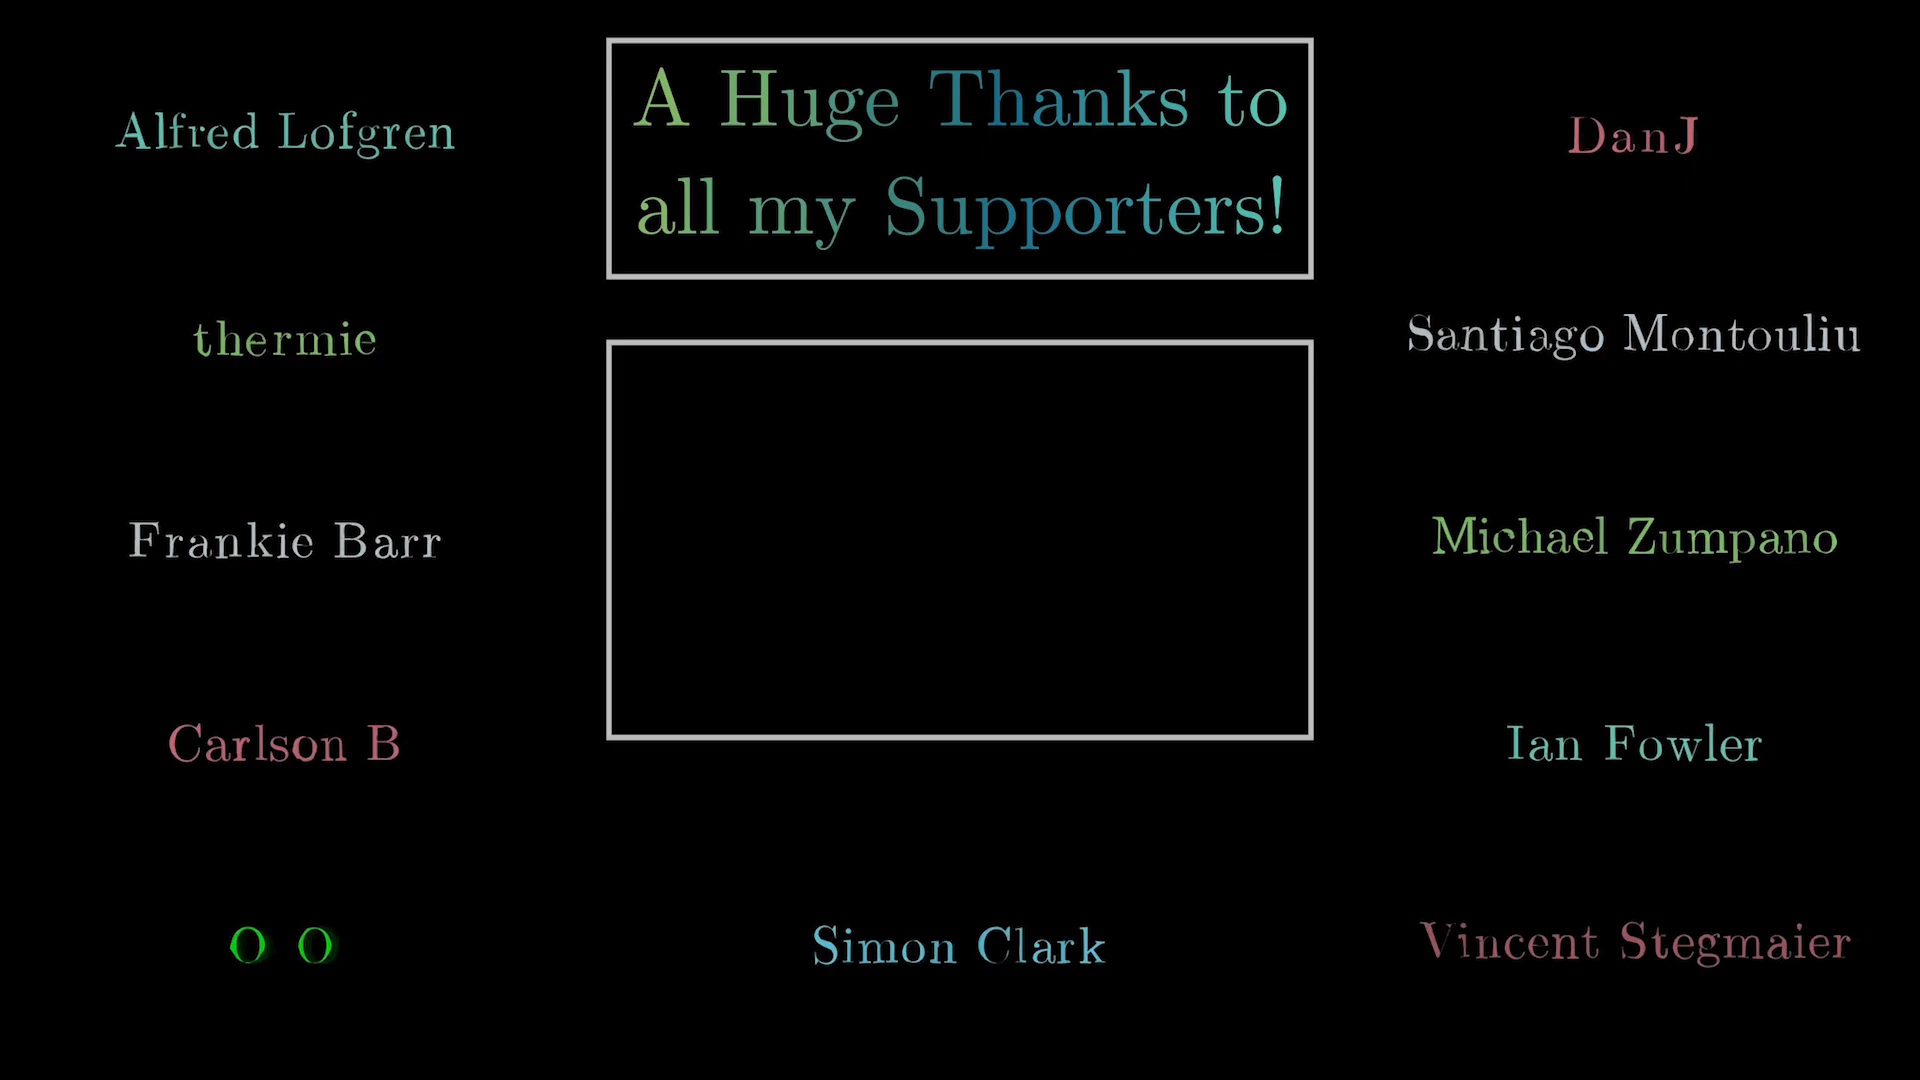 A Huge Thanks to
all my Supporters!
Alfred Lofgren
DanJ
thermie
Santiago Montouliu
Frankie Barr
Michael Zumpano
Carlson B
Ian Fowler
O O
Simon Clark
Vincent Stegmaier